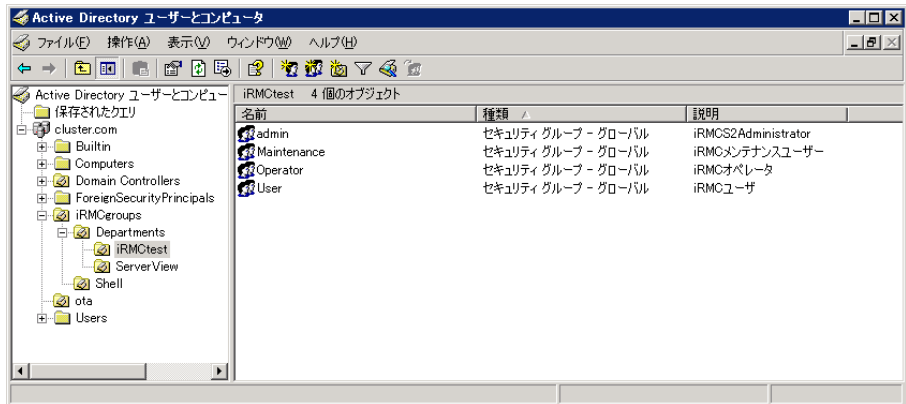 Active Directory ユーザーとコンピュータ
ファイル(F) 操作(A) 表示(V) ウィンドウ(W) ヘルプ(H)
Active Directory ユーザーとコンピュー
保存されたクエリ
cluster.com
Builtin
Computers
Domain Controllers
ForeignSecurityPrincipals
iRMCgroups
Departments
iRMCtest
ServerView
Shell
ota
Users
iRMCtest 4 個のオブジェクト
名前 種類 説明
admin セキュリティ グループ - グローバル iRMCS2Administrator
Maintenance セキュリティ グループ - グローバル iRMCメンテナンスユーザー
Operator セキュリティ グループ - グローバル iRMCオペレータ
User セキュリティ グループ - グローバル iRMCユーザ